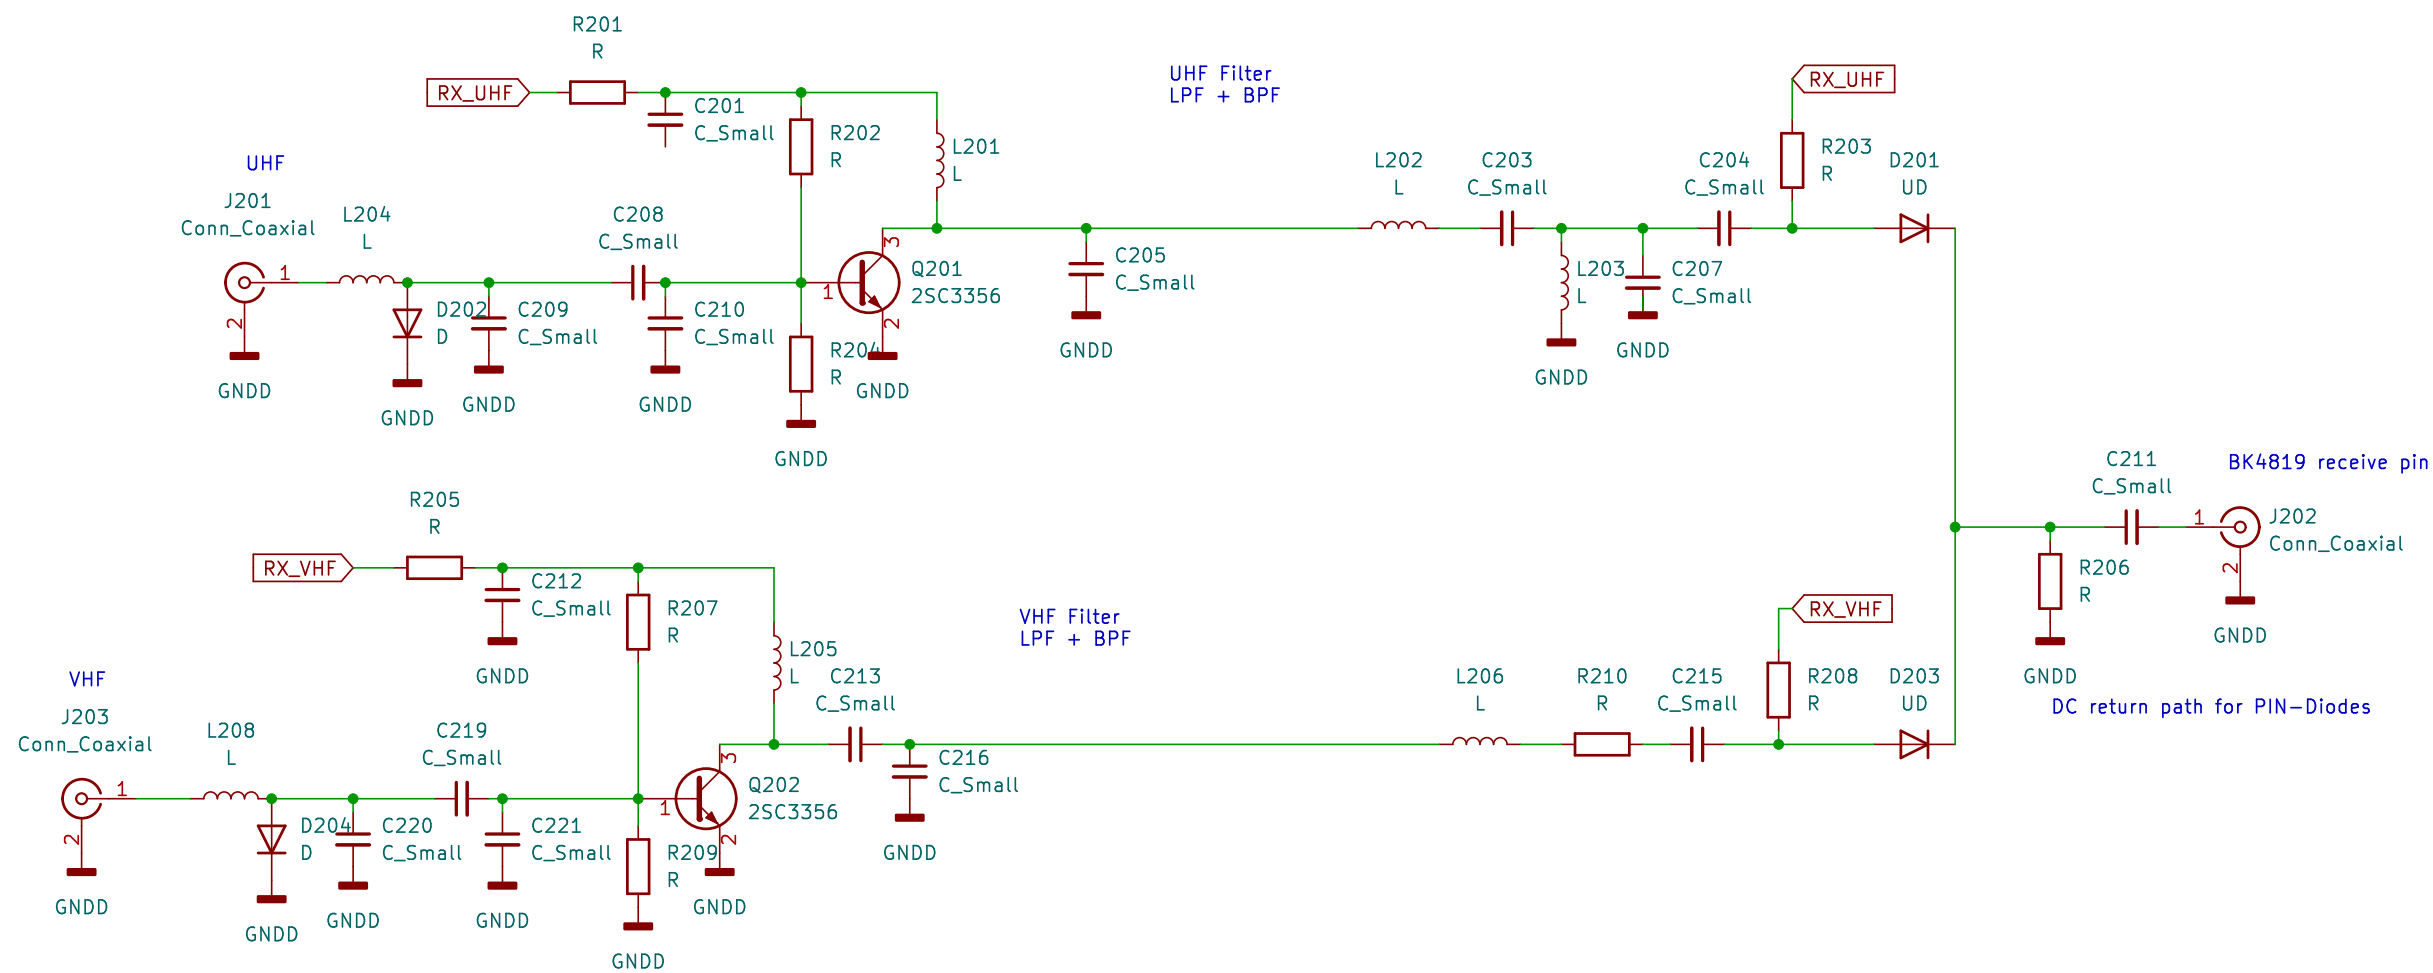 R201
R
RX_UHF
C201
C_Small
R202
R
L201
L
UHF Filter
LPF + BPF
RX_UHF
R203
R
L202
L
C203
C_Small
C204
C_Small
D201
UD
UHF
J201
Conn_Coaxial
1
2
GNDD
L204
L
D202
D
GNDD
C209
C_Small
GNDD
C208
C_Small
C210
C_Small
GNDD
R204
R
GNDD
Q201
2SC3356
1
3
2
GNDD
C205
C_Small
GNDD
L203
L
GNDD
C207
C_Small
GNDD
R205
R
RX_VHF
C212
C_Small
GNDD
R207
R
L205
L
VHF Filter
LPF + BPF
C213
C_Small
L206
L
R210
R
C215
C_Small
RX_VHF
R208
R
D203
UD
C211
C_Small
BK4819 receive pin
J202
Conn_Coaxial
1
2
GNDD
R206
R
GNDD
DC return path for PIN-Diodes
VHF
J203
Conn_Coaxial
1
2
GNDD
L208
L
D204
D
GNDD
C220
C_Small
GNDD
C219
C_Small
C221
C_Small
GNDD
R209
R
GNDD
Q202
2SC3356
1
3
2
GNDD
C216
C_Small
GNDD